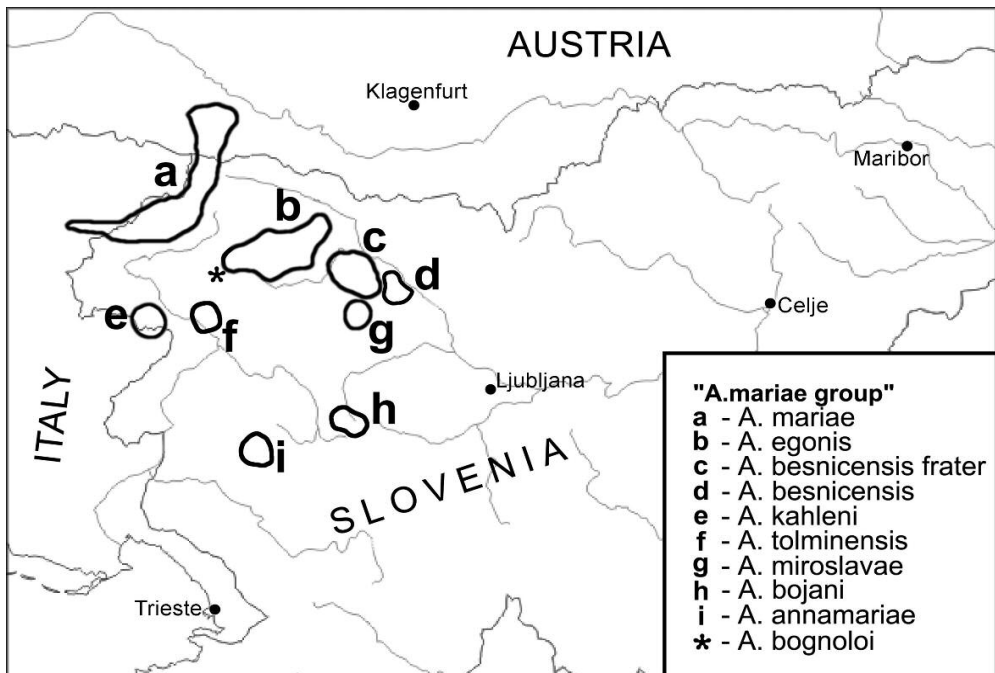 AUSTRIA
Klagenfurt
Maribor
a
b
*
c
d
e
f
g
Celje
Ljubljana
h
i
ITALY
SLOVENIA
Trieste
"A.mariae group"
a - A. mariae
b - A. egonis
c - A. besnicensis frater
d - A. besnicensis
e - A. kahleni
f - A. tolminensis
g - A. miroslavae
h - A. bojani
i - A. annamariae
* - A. bognoloi